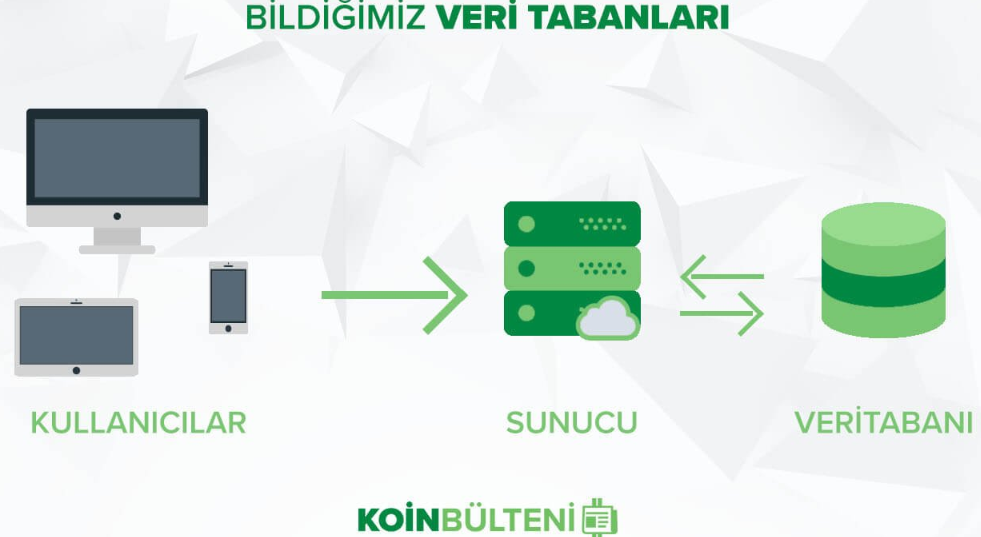 BİLDİĞİMİZ VERİ TABANLARI
KULLANICILAR
SUNUCU
VERİTABANI
KOİNBÜLTENİ